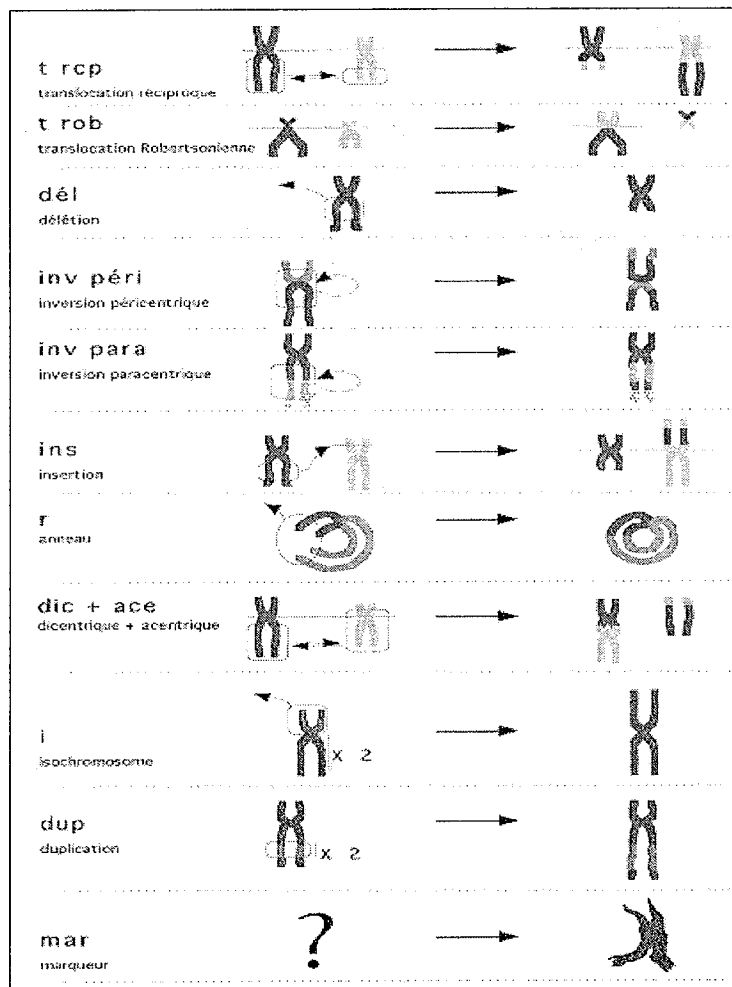 t rcp
translocation réciproque
t rob
translocation Robertsonienne
dél
délétion
inv péri
inversion péricentrique
inv para
inversion paracentrique
ins
insertion
r
anneau
dic + ace
dicentrique + acentrique
i
isochromosome
x 2
dup
duplication
x 2
mar
marqueur
?